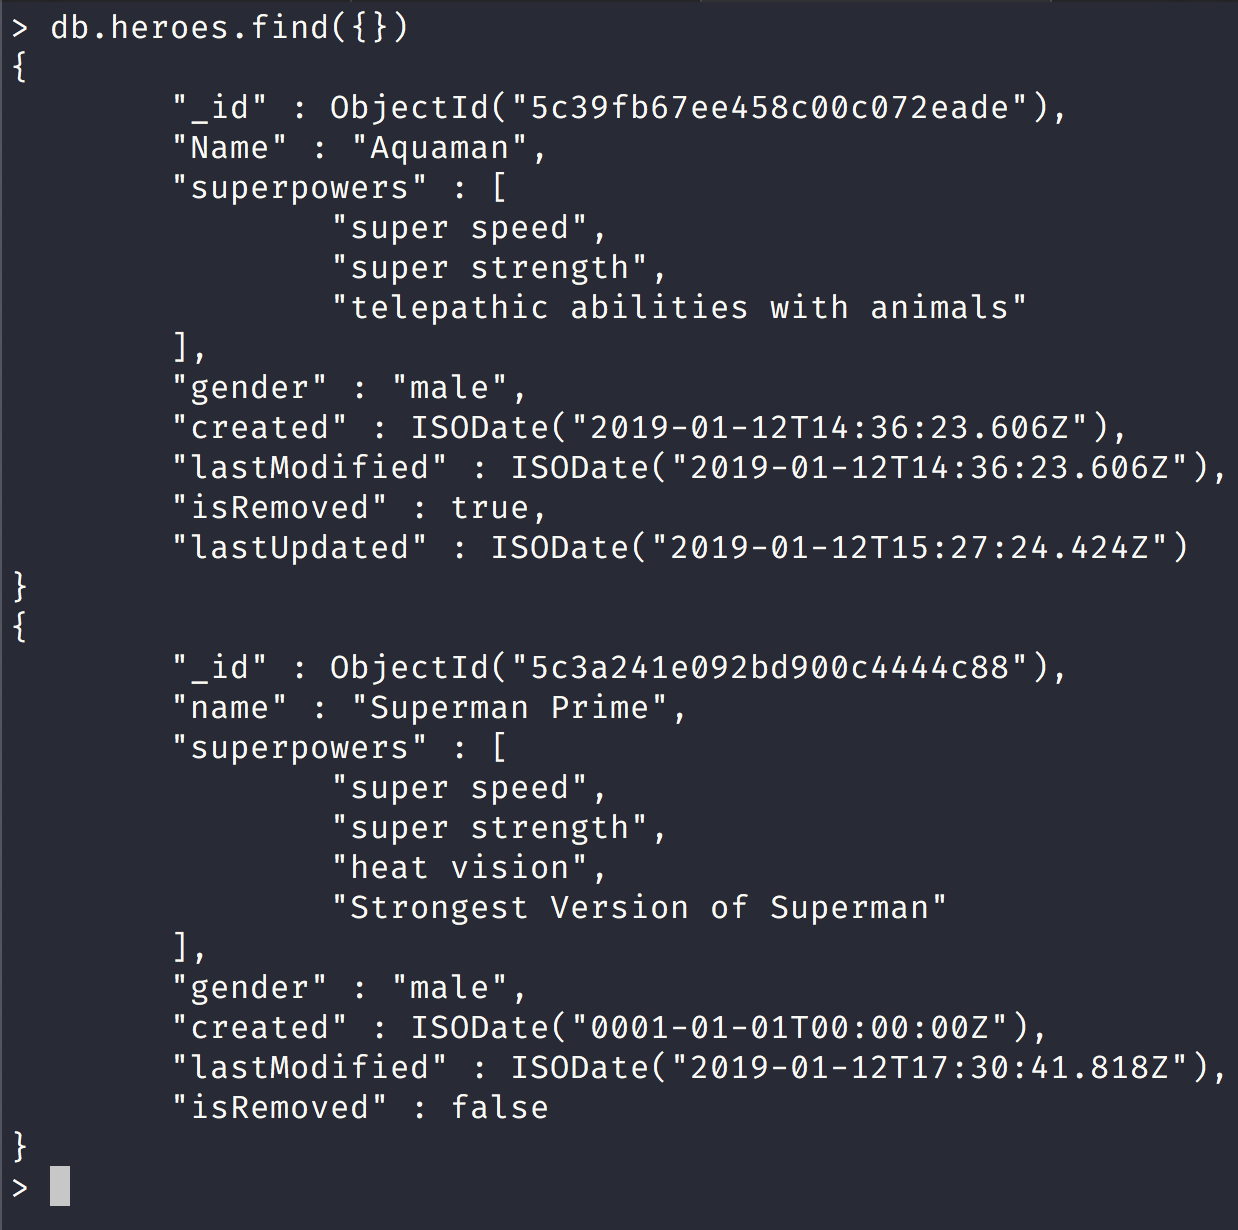 > db.heroes.find({})
{
"_id" : ObjectId("5c39fb67ee458c00c072eade"),
"Name" : "Aquaman",
"superpowers" : [
"super speed",
"super strength",
"telepathic abilities with animals"
],
"gender" : "male",
"created" : ISODate("2019-01-12T14:36:23.606Z"),
"lastModified" : ISODate("2019-01-12T14:36:23.606Z"),
"isRemoved" : true,
"lastUpdated" : ISODate("2019-01-12T15:27:24.424Z")
}
{
"_id" : ObjectId("5c3a241e092bd900c4444c88"),
"name" : "Superman Prime",
"superpowers" : [
"super speed",
"super strength",
"heat vision",
"Strongest Version of Superman"
],
"gender" : "male",
"created" : ISODate("0001-01-01T00:00:00Z"),
"lastModified" : ISODate("2019-01-12T17:30:41.818Z"),
"isRemoved" : false
}
>